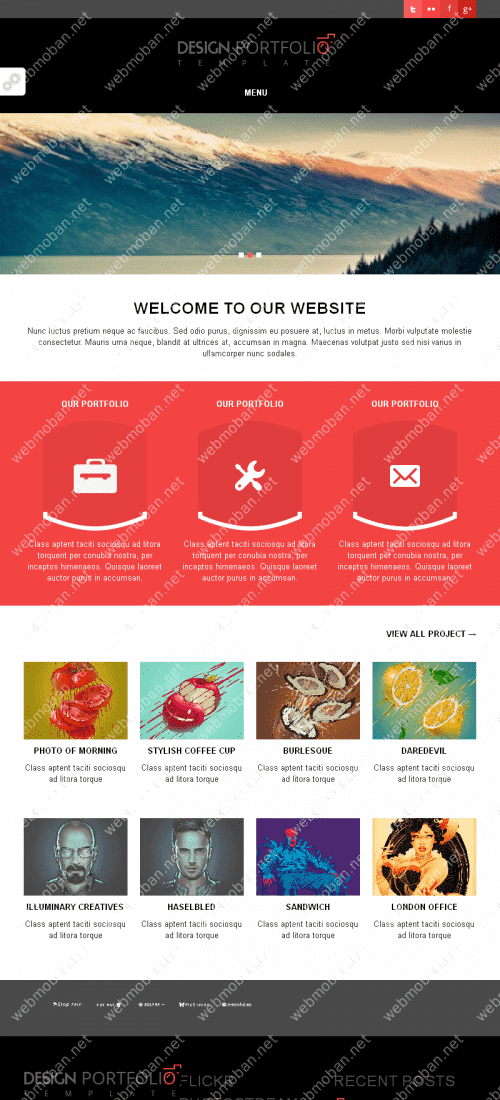 DESIGN PORTFOLIO
TEMPLATE
MENU
WELCOME TO OUR WEBSITE
Nunc luctus pretium neque ac faucibus. Sed odio purus, dignissim eu posuere at, luctus in metus. Morbi vulputate molestie
consectetur. Mauris urna neque, blandit at ultrices at, accumsan in magna. Maecenas volutpat justo sed nisi varius in
ullamcorper nunc sodales.
OUR PORTFOLIO OUR PORTFOLIO OUR PORTFOLIO
Class aptent taciti sociosqu ad litora
torquent per conubia nostra, per
inceptos himenaeos. Quisque laoreet
auctor purus in accumsan.
Class aptent taciti sociosqu ad litora
torquent per conubia nostra, per
inceptos himenaeos. Quisque laoreet
auctor purus in accumsan.
Class aptent taciti sociosqu ad litora
torquent per conubia nostra, per
inceptos himenaeos. Quisque laoreet
auctor purus in accumsan.
VIEW ALL PROJECT →
PHOTO OF MORNING
Class aptent taciti sociosqu
ad litora torque
STYLISH COFFEE CUP
Class aptent taciti sociosqu
ad litora torque
BURLESQUE
Class aptent taciti sociosqu
ad litora torque
DAREDEVIL
Class aptent taciti sociosqu
ad litora torque
ILLUMINARY CREATIVES
Class aptent taciti sociosqu
ad litora torque
HASELBLED
Class aptent taciti sociosqu
ad litora torque
SANDWICH
Class aptent taciti sociosqu
ad litora torque
LONDON OFFICE
Class aptent taciti sociosqu
ad litora torque
DESIGN PORTFOLIO
TEMPLATE
FLICKR
RECENT POSTS
webmoban.net